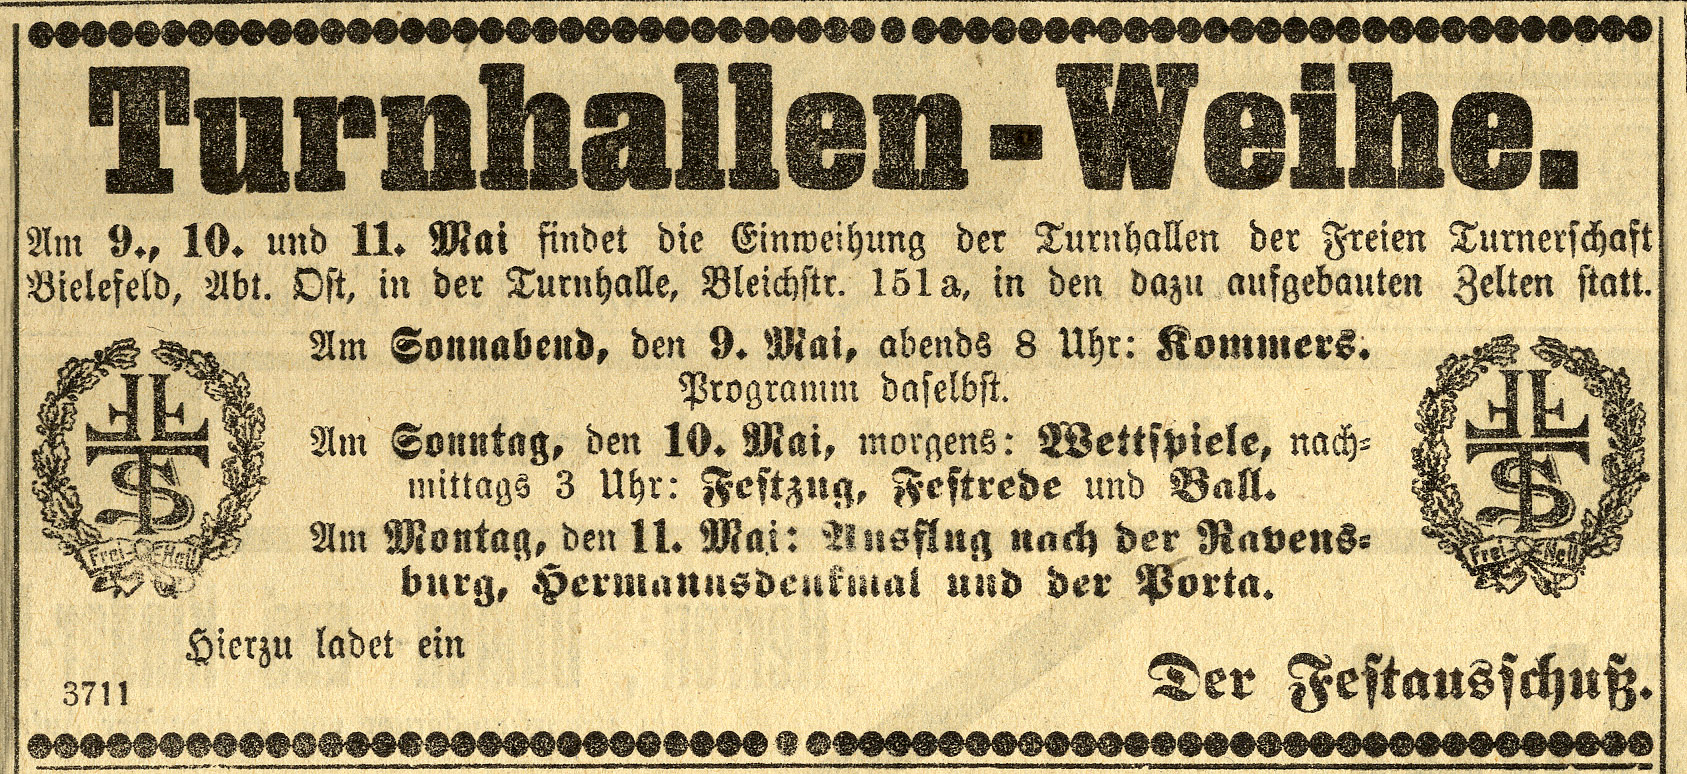 Turnhallen-Weihe.
Am 9., 10. und 11. Mai findet die Einweihung der Turnhallen der Freien Turnerschaft
Bielefeld, Abt. Ost, in der Turnhalle, Bleichstr. 151a, in den dazu aufgebauten Zelten statt.
Am Sonnabend, den 9. Mai, abends 8 Uhr: Kommers.
Programm daselbst.
Am Sonntag, den 10. Mai, morgens: Wettspiele, nach-
mittags 3 Uhr: Festzug, Festrede und Ball.
Am Montag, den 11. Mai: Ausflug nach der Ravens-
burg, Hermannsdenkmal und der Porta.
Frei Heil
Frei Heil
Hierzu ladet ein
Der Festausschuß.
3711